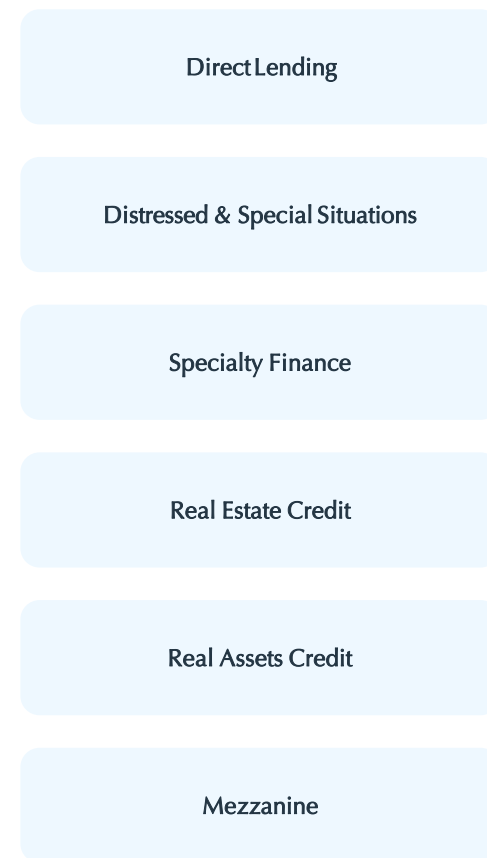 Direct Lending
Distressed & Special Situations
Specialty Finance
Real Estate Credit
Real Assets Credit
Mezzanine